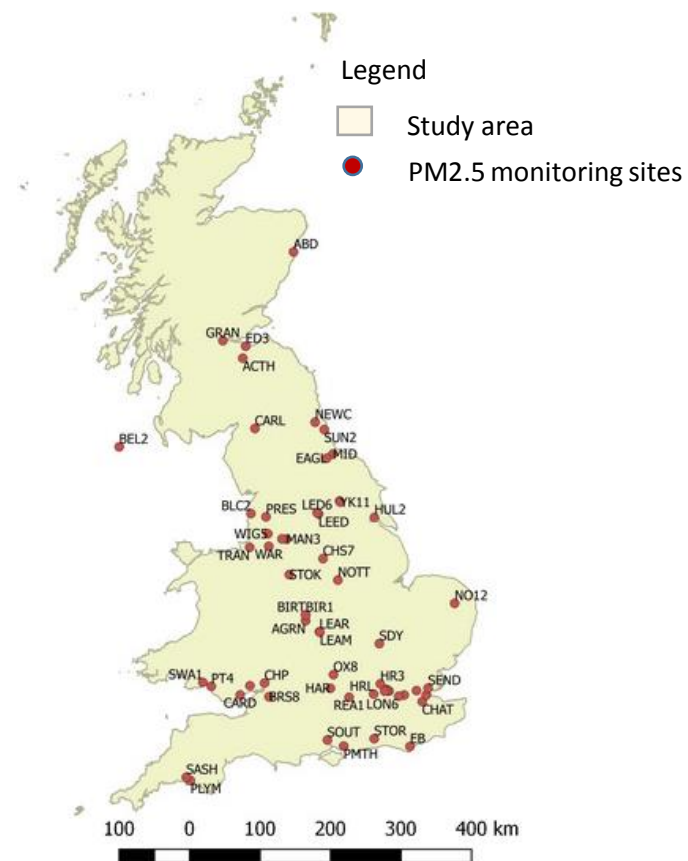 Legend
Study area
PM2.5 monitoring sites
ABD
GRAN
ED3
ACTH
CARL
NEWC
BEL2
SUN2
EAGL
MID
BLC2
PRES
LED6
YK11
LEED
HUL2
WIG5
MAN3
TRAN
WAR
CHS7
STOK
NOTT
NO12
BIRT
BIR1
AGRN
LEAR
LEAM
SDY
SWA1
PT4
CHP
OX8
HR3
SEND
CARD
BRS8
HAR
HRL
REA1
LON6
CHAT
SOUT
STOR
EB
PMTH
SASH
PLYM
100 0 100 200 300 400 km